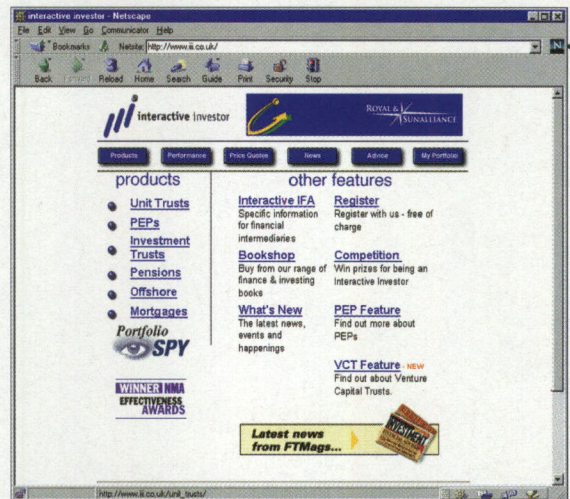 interactive investor - Netscape
File Edit View Go Communicator Help
Bookmarks Netsite: http://www.iii.co.uk/
Back Forward Reload Home Search Guide Print Security Stop
interactive investor
ROYAL &
SUNALLIANCE
Products Performance Price Quotes News Advice My Portfolio
products
Unit Trusts
PEPs
Investment
Trusts
Pensions
Offshore
Mortgages
Portfolio
SPY
WINNER NMA
EFFECTIVENESS
AWARDS
other features
Interactive IFA
Specific information
for financial
intermediaries
Register
Register with us - free of
charge
Bookshop
Buy from our range of
finance & investing
books
Competition
Win prizes for being an
Interactive Investor
What's New
The latest news,
events and
happenings
PEP Feature
Find out more about
PEPs
VCT Feature - NEW
Find out about Venture
Capital Trusts.
Latest news
from FTMags...
INVESTMENT
http://www.iii.co.uk/unit_trusts/